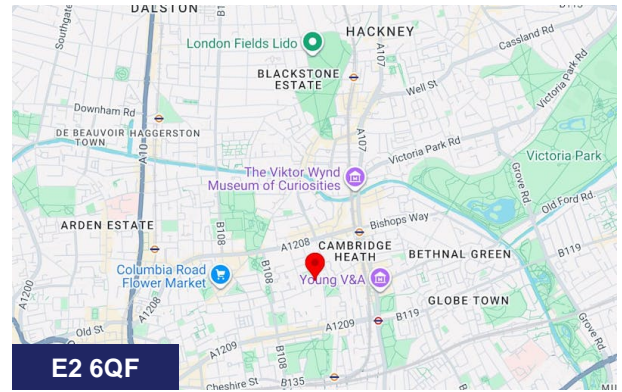 DALSTON
B113
Southgate
London Fields Lido
HACKNEY
A107
Cassland Rd
BLACKSTONE
ESTATE
Well St
Victoria Park Rd
Downham Rd
DE BEAUVOIR
TOWN
HAGGERSTON
A10
A107
Victoria Park Rd
Victoria Park
The Viktor Wynd
Museum of Curiosities
Grove Rd
Old Ford Rd
B108
Bishops Way
ARDEN ESTATE
A1208
CAMBRIDGE
HEATH
BETHNAL GREEN
B119
Columbia Road
Flower Market
B108
Young V&A
GLOBE TOWN
A1200
Old St
A1209
B119
Grove Rd
A1209
E2 6QF
Cheshire St
B135